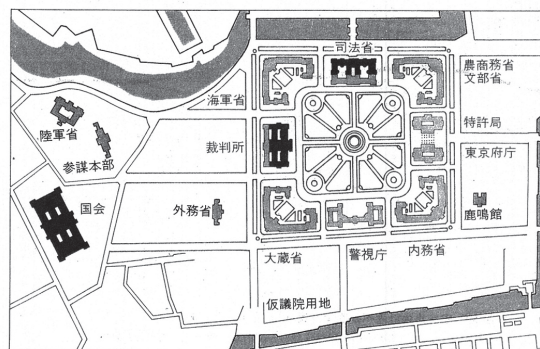 司法省
農商務省
文部省
海軍省
特許局
陸軍省
参謀本部
裁判所
東京府庁
国会
外務省
鹿鳴館
大蔵省
警視庁
内務省
仮議院用地